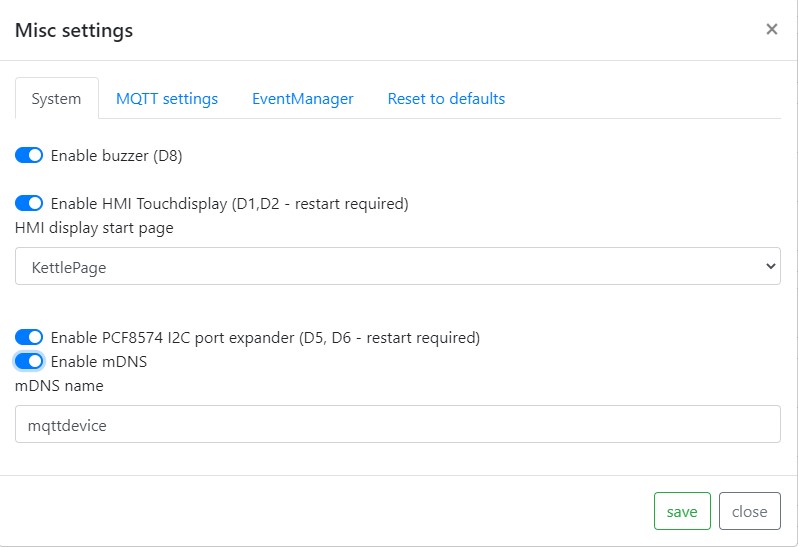 Misc settings ×
System MQTT settings EventManager Reset to defaults
Enable buzzer (D8)
Enable HMI Touchdisplay (D1,D2 - restart required)
HMI display start page
KettlePage
Enable PCF8574 I2C port expander (D5, D6 - restart required)
Enable mDNS
mDNS name
mqttdevice
save close